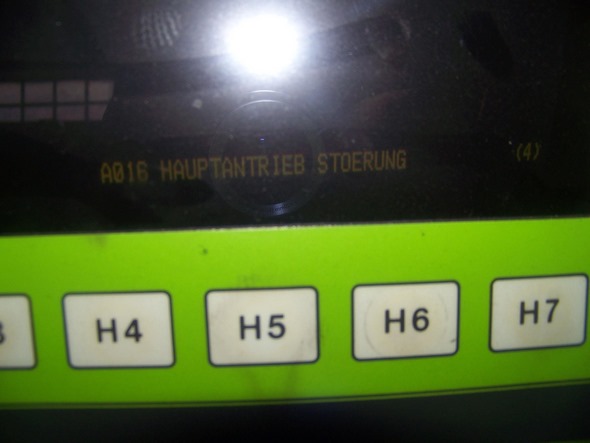 A016 HAUPTANTRIEB STOERUNG (4)
H4 H5 H6 H7